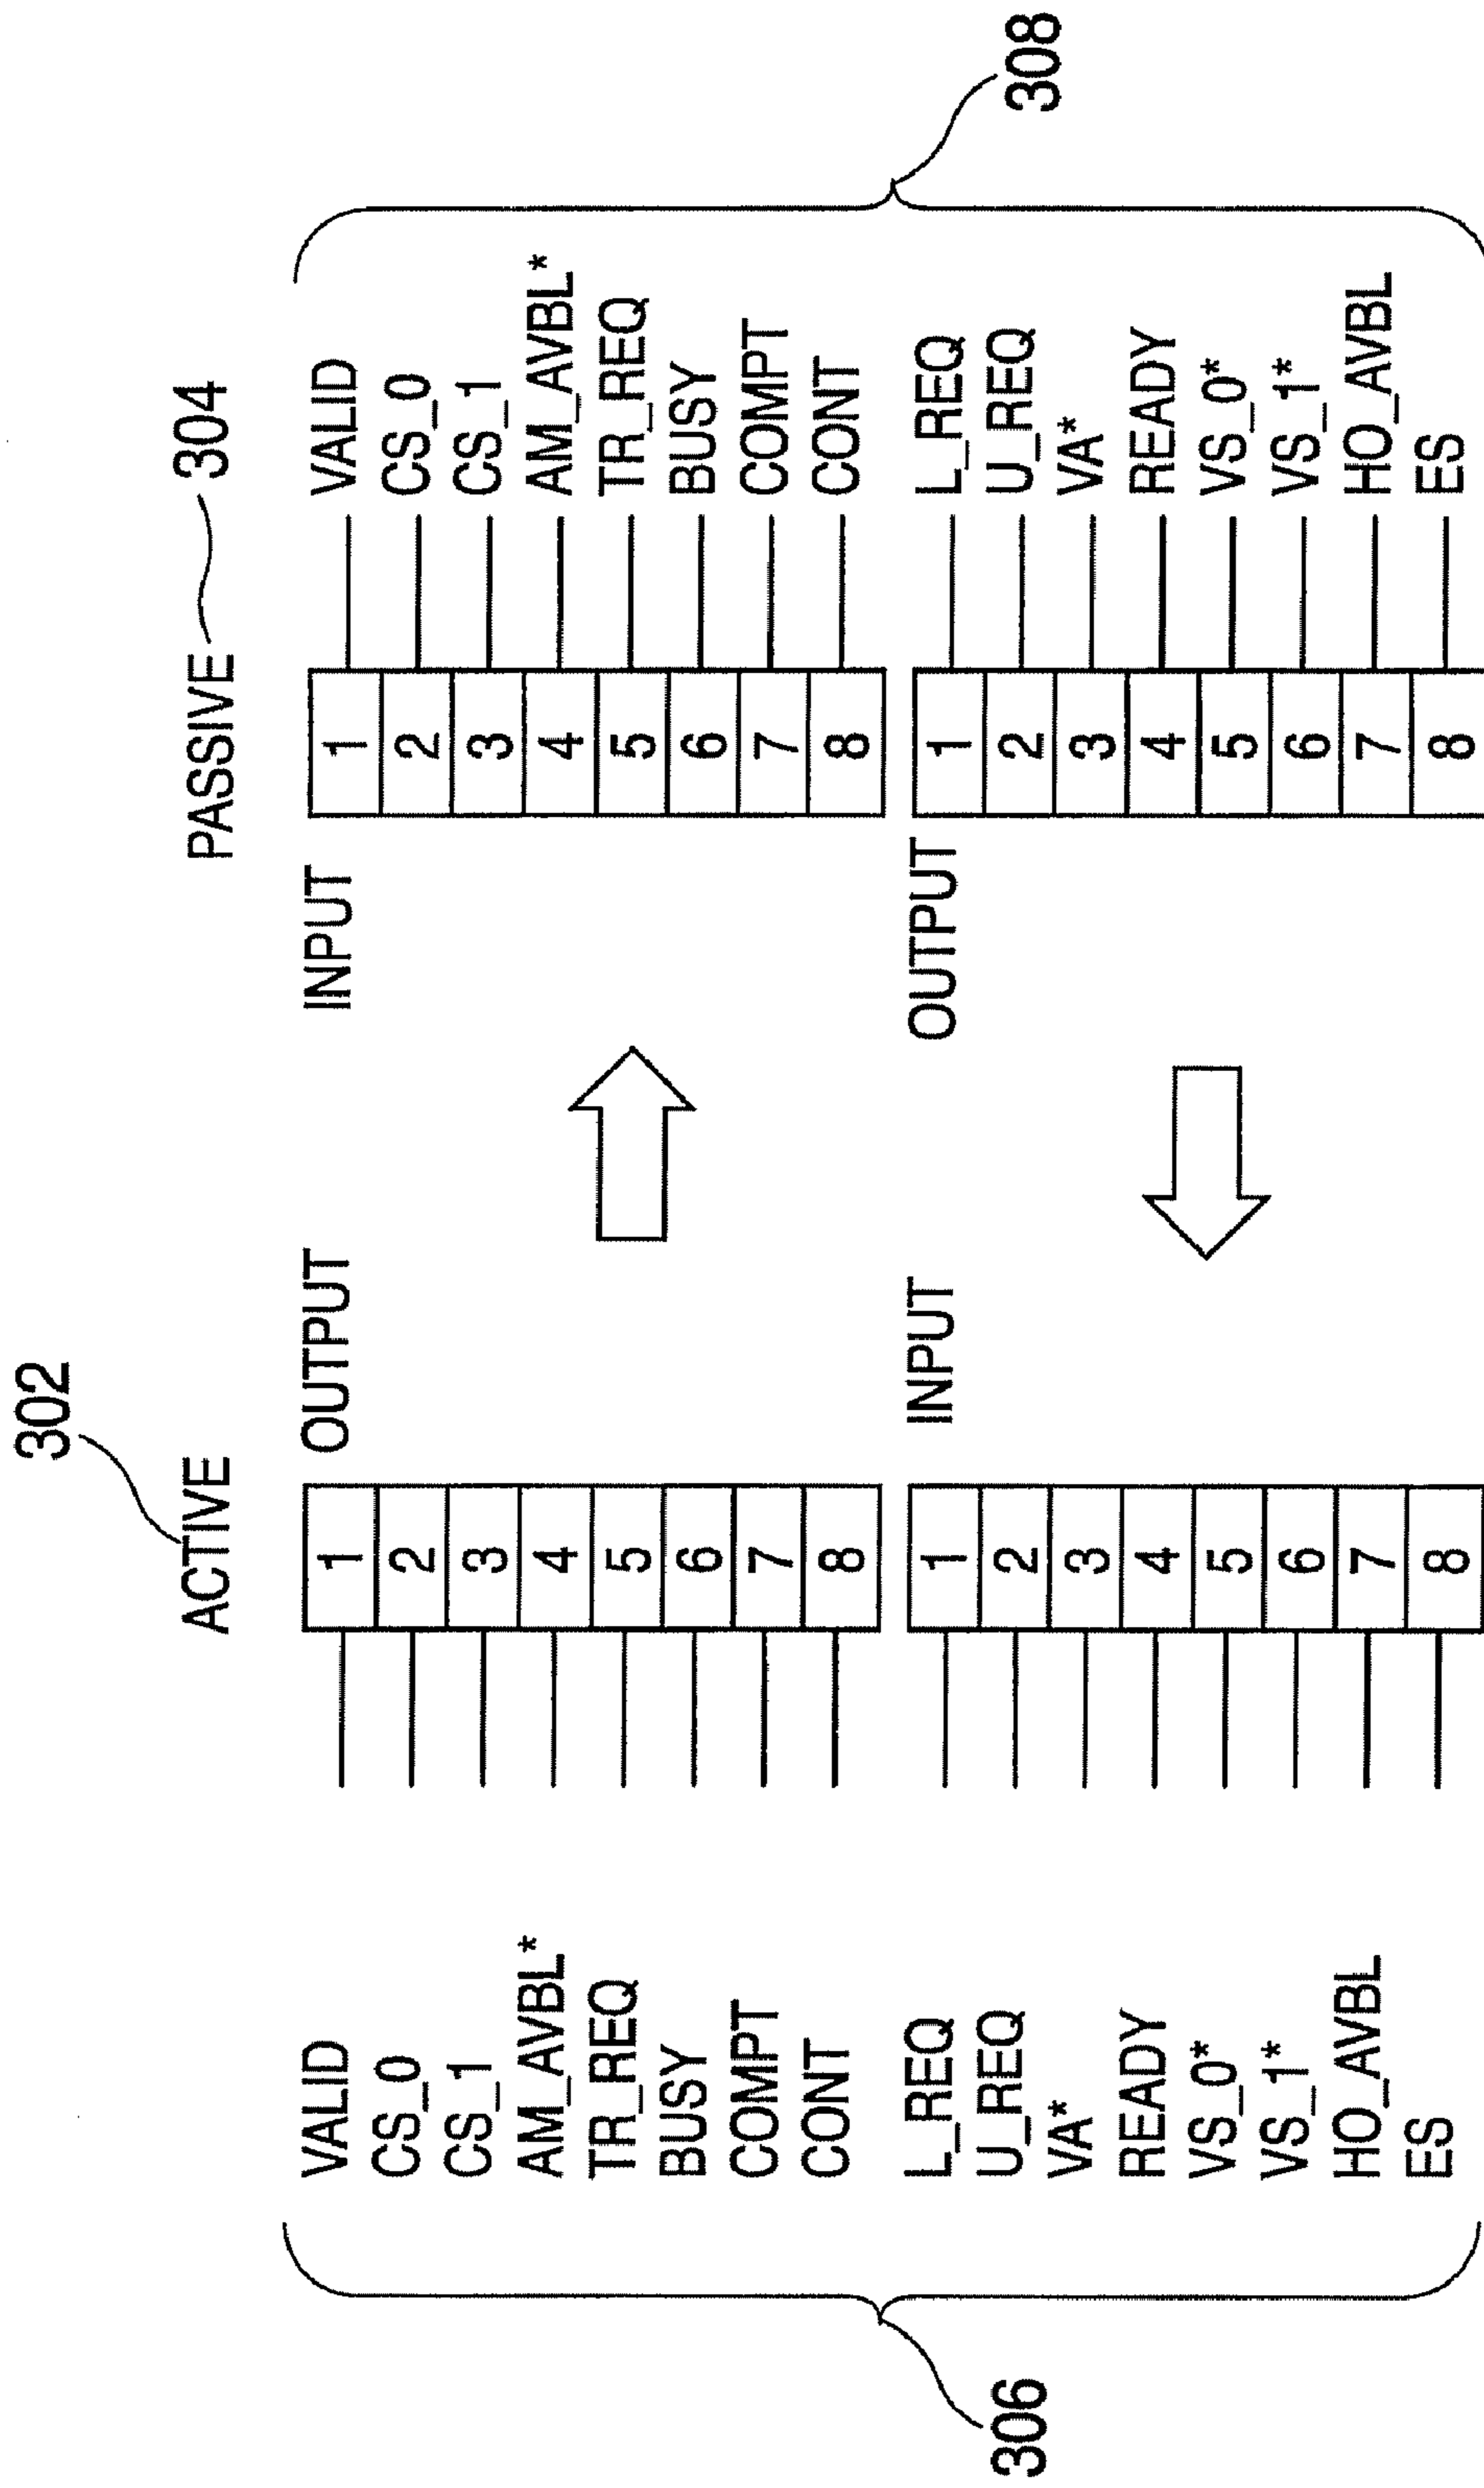 302
ACTIVE
PASSIVE 304
OUTPUT
INPUT
VALID 1 1 VALID
CS_0 2 2 CS_0
CS_1 3 3 CS_1
AM_AVBL* 4 4 AM_AVBL*
TR_REQ 5 5 TR_REQ
BUSY 6 6 BUSY
COMPT 7 7 COMPT
CONT 8 8 CONT
INPUT
OUTPUT
L_REQ 1 1 L_REQ
U_REQ 2 2 U_REQ
VA* 3 3 VA*
READY 4 4 READY
VS_0* 5 5 VS_0*
VS_1* 6 6 VS_1*
HO_AVBL 7 7 HO_AVBL
ES 8 8 ES
306
308